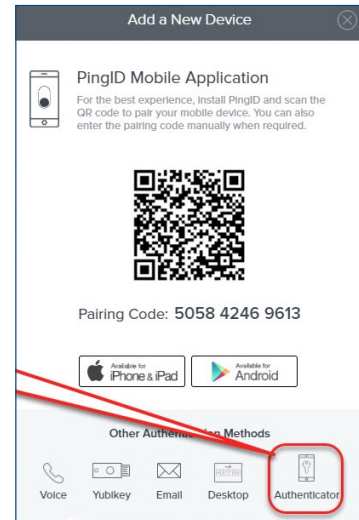 Add a New Device
PingID Mobile Application
For the best experience, install PingID and scan the
QR code to pair your mobile device. You can also
enter the pairing code manually when required.
Pairing Code: 5058 4246 9613
Available for
iPhone & iPad
Available for
Android
Other Authentication Methods
Voice Yubikey Email Desktop Authenticator